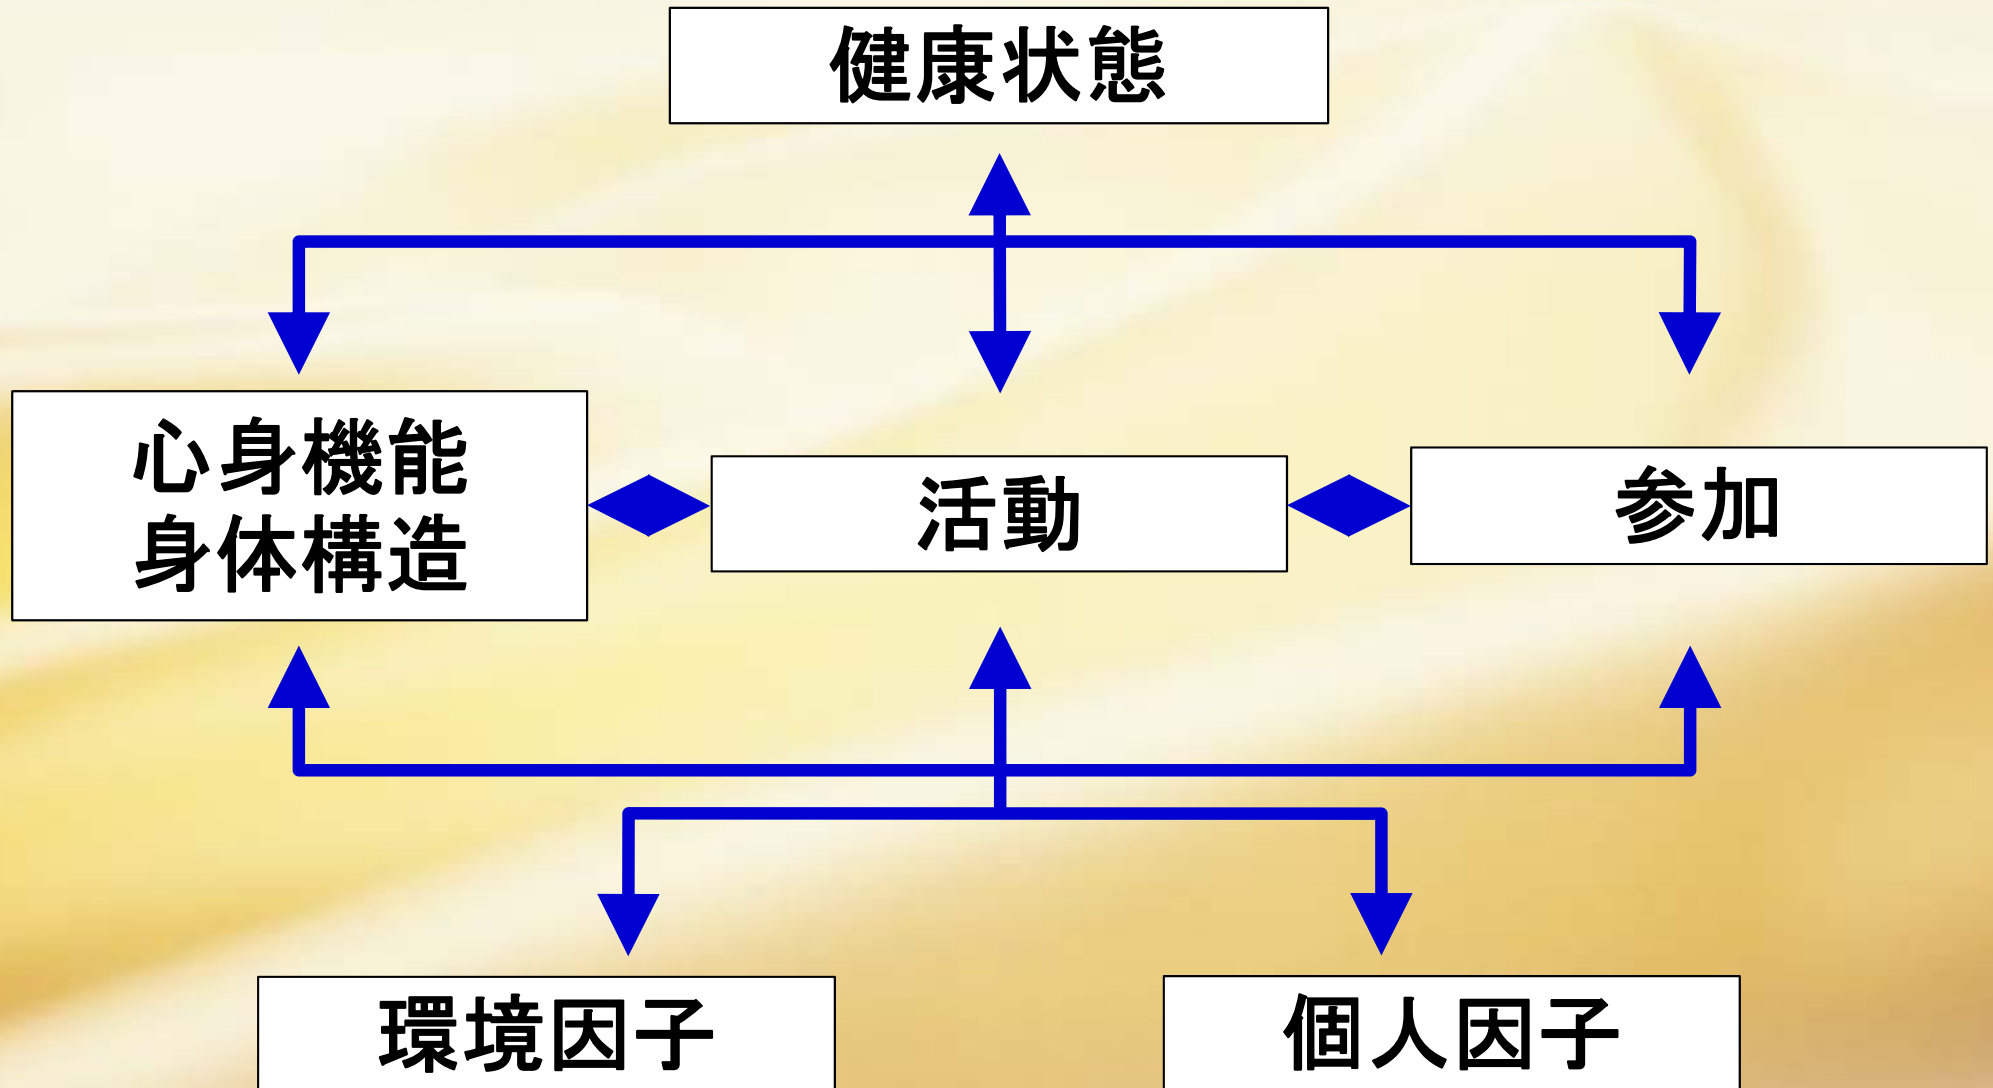 健康状態
心身機能
身体構造
活動
参加
環境因子
個人因子